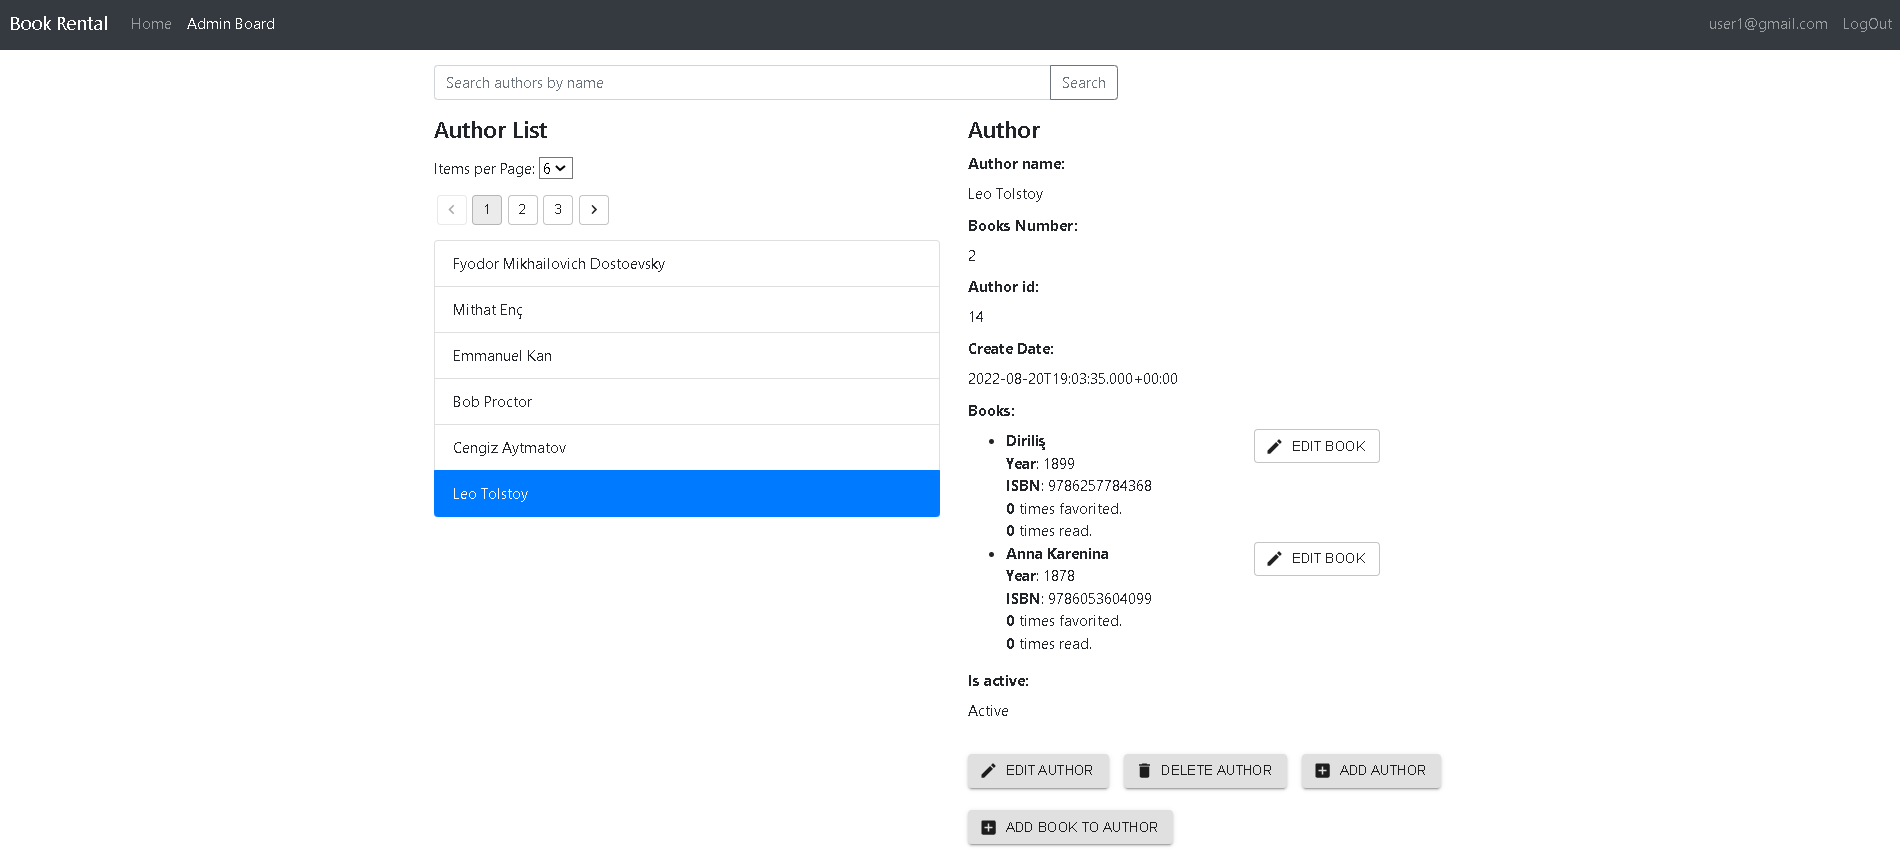 Book Rental Home Admin Board user1@gmail.com LogOut
Search authors by name Search
Author List
Items per Page: 6
1 2 3
Fyodor Mikhailovich Dostoevsky
Mithat Enç
Emmanuel Kan
Bob Proctor
Cengiz Aytmatov
Leo Tolstoy
Author
Author name:
Leo Tolstoy
Books Number:
2
Author id:
14
Create Date:
2022-08-20T19:03:35.000+00:00
Books:
Diriliş EDIT BOOK
Year: 1899
ISBN: 9786257784368
0 times favorited.
0 times read.
Anna Karenina EDIT BOOK
Year: 1878
ISBN: 9786053604099
0 times favorited.
0 times read.
Is active:
Active
EDIT AUTHOR DELETE AUTHOR ADD AUTHOR
ADD BOOK TO AUTHOR